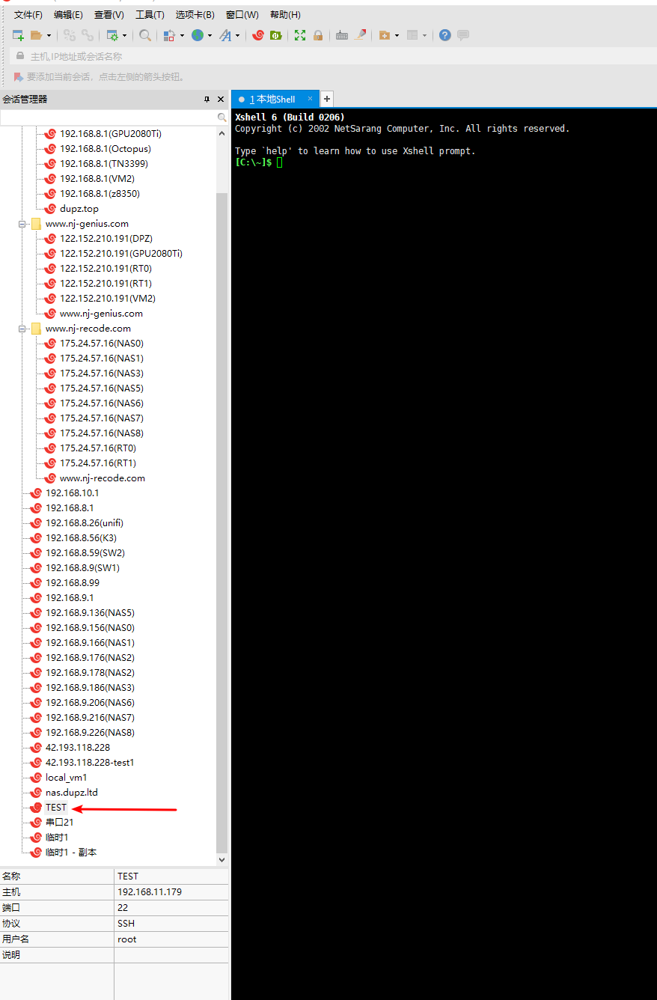 文件(F) 编辑(E) 查看(V) 工具(T) 选项卡(B) 窗口(W) 帮助(H)
主机,IP地址或会话名称
要添加当前会话，点击左侧的箭头按钮。
会话管理器
192.168.8.1(GPU2080Ti)
192.168.8.1(Octopus)
192.168.8.1(TN3399)
192.168.8.1(VM2)
192.168.8.1(z8350)
dupz.top
www.nj-genius.com
122.152.210.191(DPZ)
122.152.210.191(GPU2080Ti)
122.152.210.191(RT0)
122.152.210.191(RT1)
122.152.210.191(VM2)
www.nj-genius.com
www.nj-recode.com
175.24.57.16(NAS0)
175.24.57.16(NAS1)
175.24.57.16(NAS3)
175.24.57.16(NAS5)
175.24.57.16(NAS6)
175.24.57.16(NAS7)
175.24.57.16(NAS8)
175.24.57.16(RT0)
175.24.57.16(RT1)
www.nj-recode.com
192.168.10.1
192.168.8.1
192.168.8.26(unifi)
192.168.8.56(K3)
192.168.8.59(SW2)
192.168.8.9(SW1)
192.168.8.99
192.168.9.1
192.168.9.136(NAS5)
192.168.9.156(NAS0)
192.168.9.166(NAS1)
192.168.9.176(NAS2)
192.168.9.178(NAS2)
192.168.9.186(NAS3)
192.168.9.206(NAS6)
192.168.9.216(NAS7)
192.168.9.226(NAS8)
42.193.118.228
42.193.118.228-test1
local_vm1
nas.dupz.ltd
TEST
串口21
临时1
临时1 - 副本
名称 TEST
主机 192.168.11.179
端口 22
协议 SSH
用户名 root
说明
1 本地Shell × +
Xshell 6 (Build 0206)
Copyright (c) 2002 NetSarang Computer, Inc. All rights reserved.
Type `help' to learn how to use Xshell prompt.
[C:\~]$